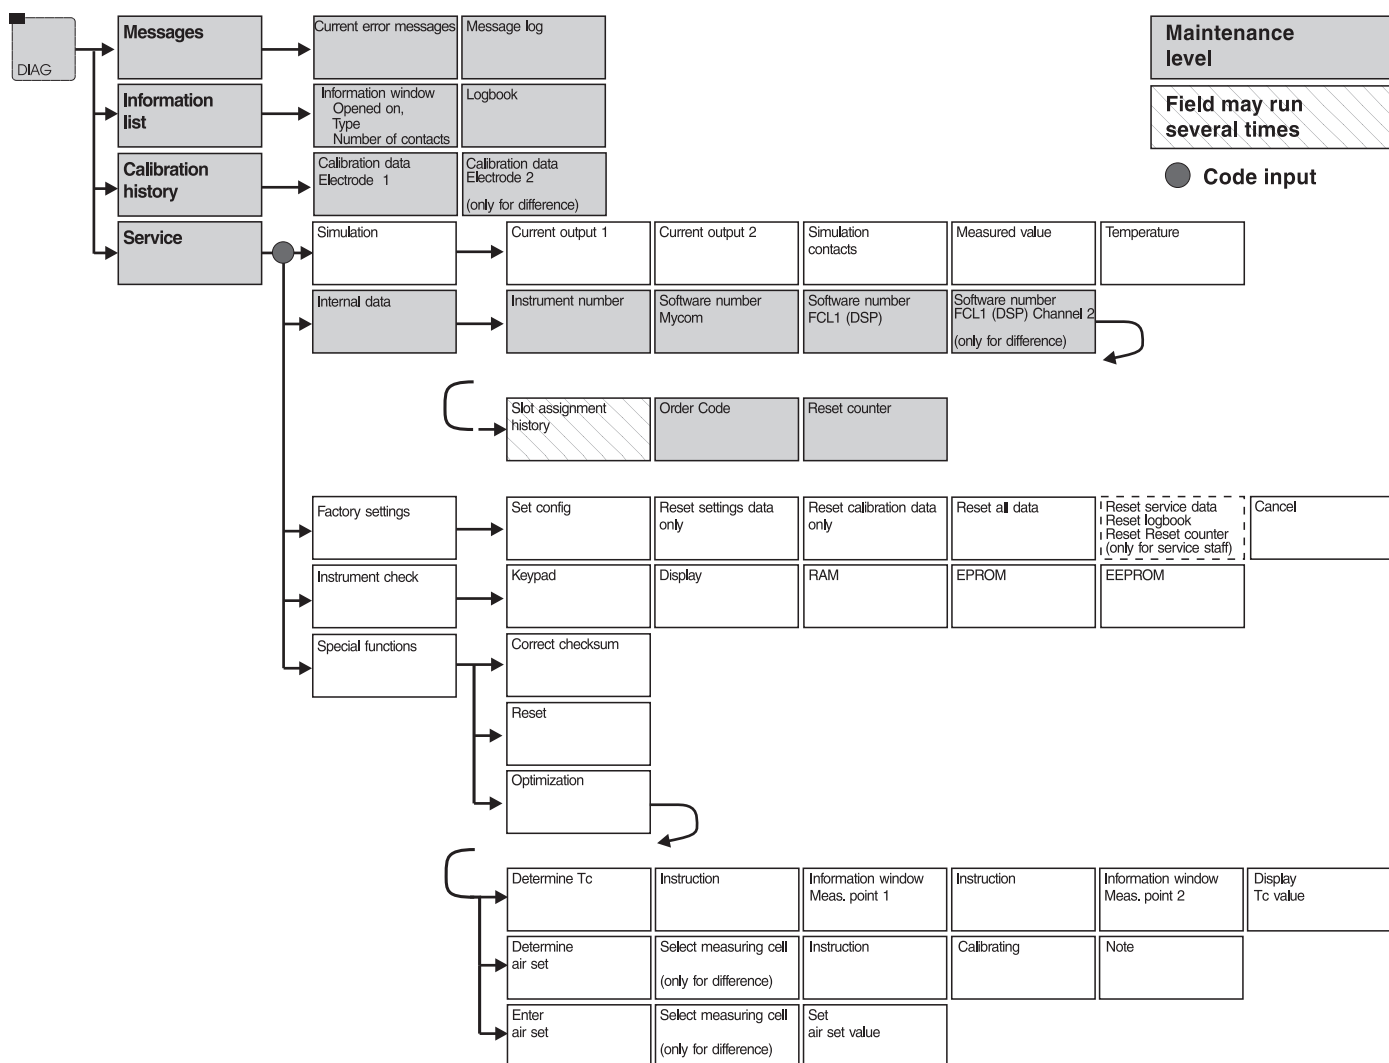 DIAG
Messages
Current error messages
Message log
Maintenance
level
Information
list
Information window
Opened on,
Type
Number of contacts
Logbook
Field may run
several times
Calibration
history
Calibration data
Electrode 1
Calibration data
Electrode 2
(only for difference)
Code input
Service
Simulation
Current output 1
Current output 2
Simulation
contacts
Measured value
Temperature
Internal data
Instrument number
Software number
Mycom
Software number
FCL1 (DSP)
Software number
FCL1 (DSP) Channel 2
(only for difference)
Slot assignment
history
Order Code
Reset counter
Factory settings
Set config
Reset settings data
only
Reset calibration data
only
Reset all data
Reset service data
Reset logbook
Reset Reset counter
(only for service staff)
Cancel
Instrument check
Keypad
Display
RAM
EPROM
EEPROM
Special functions
Correct checksum
Reset
Optimization
Determine Tc
Instruction
Information window
Meas. point 1
Instruction
Information window
Meas. point 2
Display
Tc value
Determine
air set
Select measuring cell
(only for difference)
Instruction
Calibrating
Note
Enter
air set
Select measuring cell
(only for difference)
Set
air set value